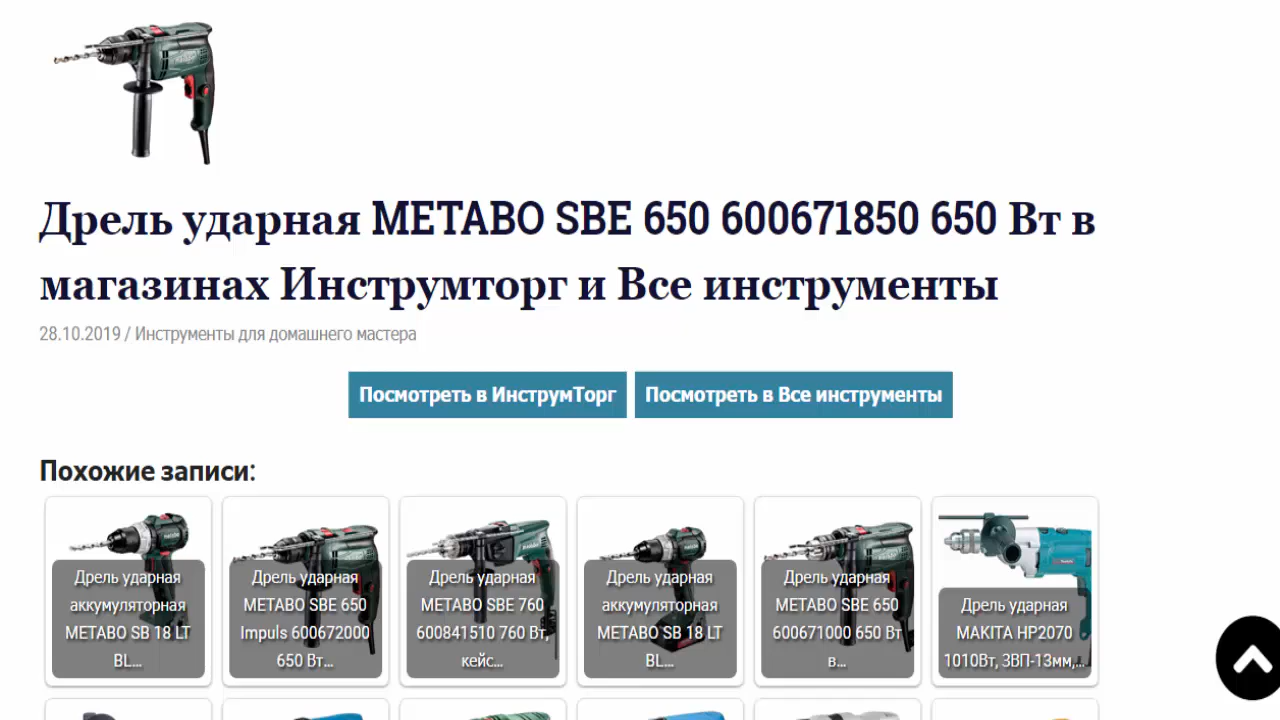 Дрель ударная METABO SBE 650 600671850 650 Вт в
магазинах Инструмторг и Все инструменты
28.10.2019 / Инструменты для домашнего мастера
Посмотреть в ИнструмТорг
Посмотреть в Все инструменты
Похожие записи:
Дрель ударная
аккумуляторная
METABO SB 18 LT
BL...
Дрель ударная
METABO SBE 650
Impuls 600672000
650 Вт...
Дрель ударная
METABO SBE 760
600841510 760 Вт,
кейс...
Дрель ударная
аккумуляторная
METABO SB 18 LT
BL...
Дрель ударная
METABO SBE 650
600671000 650 Вт
в...
Дрель ударная
MAKITA HP2070
1010Вт, ЗВП-13мм,...